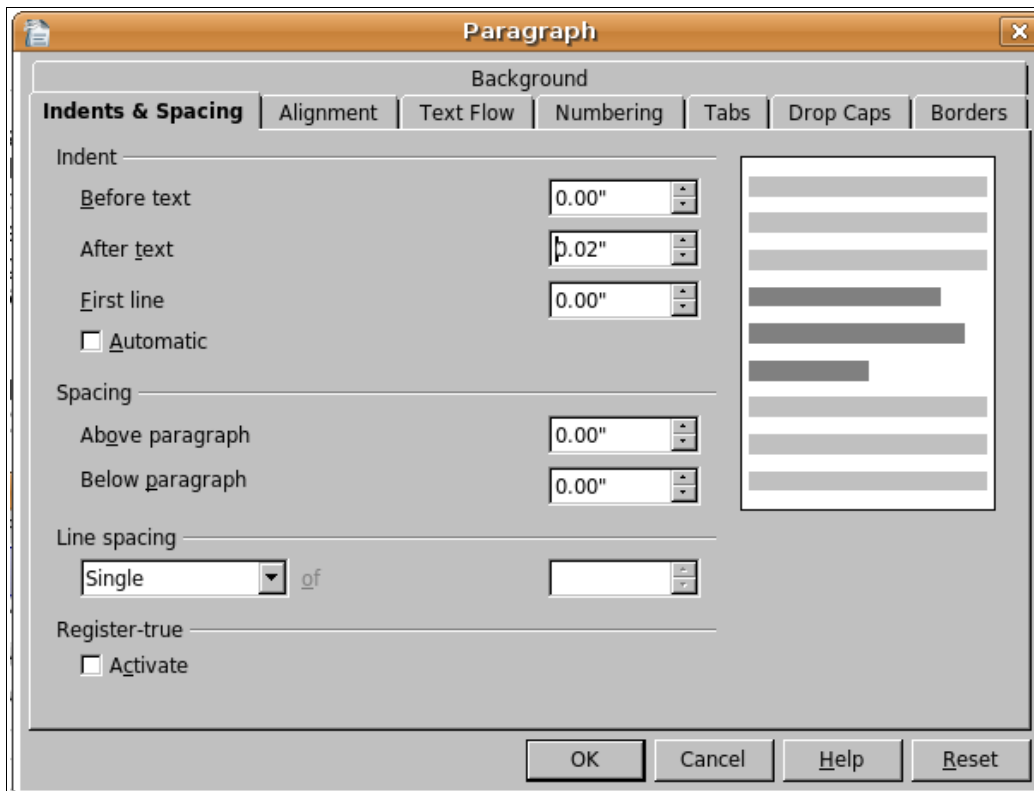 Paragraph
Background
Indents & Spacing Alignment Text Flow Numbering Tabs Drop Caps Borders
Indent
Before text 0.00"
After text 0.02"
First line 0.00"
Automatic
Spacing
Above paragraph 0.00"
Below paragraph 0.00"
Line spacing
Single of
Register-true
Activate
OK Cancel Help Reset